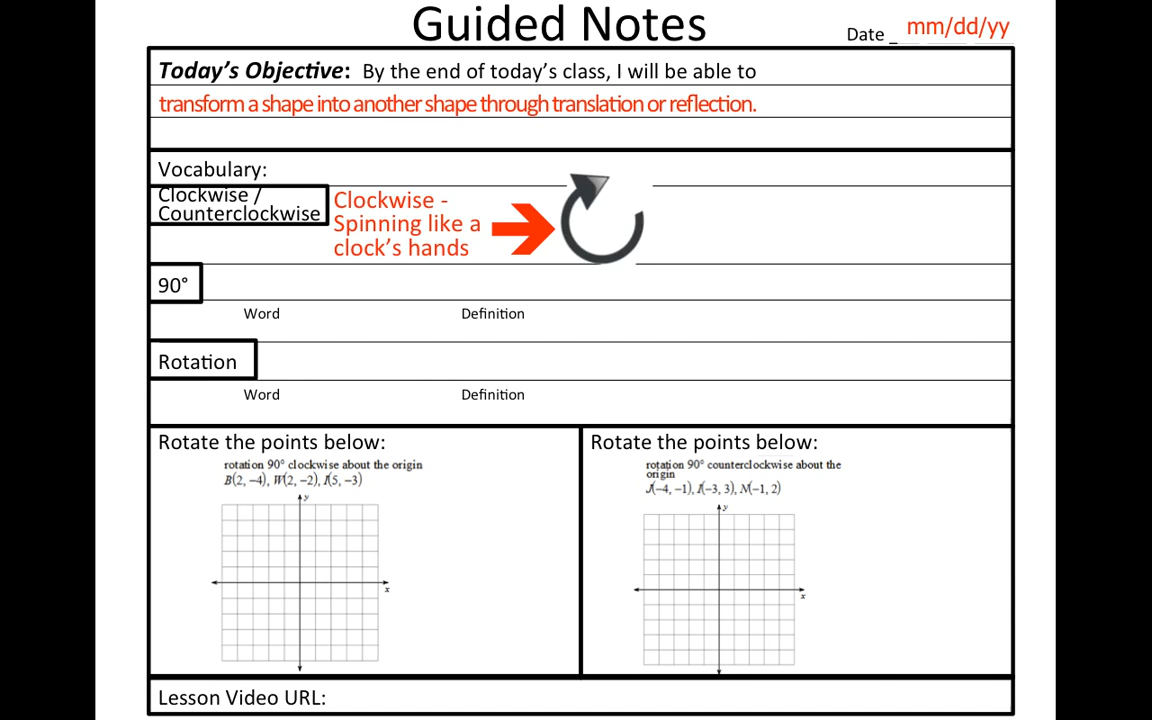 Guided Notes
Date _ mm/dd/yy
Today's Objective: By the end of today's class, I will be able to
transform a shape into another shape through translation or reflection.
Vocabulary:
Clockwise /
Counterclockwise
Clockwise -
Spinning like a
clock's hands
90°
Word Definition
Rotation
Word Definition
Rotate the points below:
rotation 90° clockwise about the origin
B(2, −4), W(2, −2), I(5, −3)
y
x
Rotate the points below:
rotation 90° counterclockwise about the
origin
J(−4, −1), I(−3, 3), N(−1, 2)
y
x
Lesson Video URL: